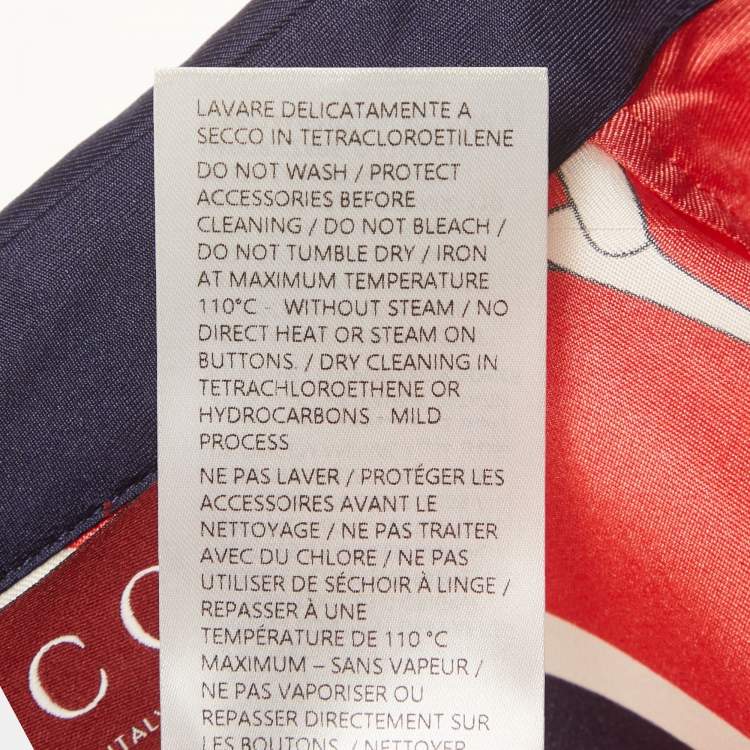 LAVARE DELICATAMENTE A
SECCO IN TETRACLOROETILENE
DO NOT WASH / PROTECT
ACCESSORIES BEFORE
CLEANING / DO NOT BLEACH /
DO NOT TUMBLE DRY / IRON
AT MAXIMUM TEMPERATURE
110°C - WITHOUT STEAM / NO
DIRECT HEAT OR STEAM ON
BUTTONS. / DRY CLEANING IN
TETRACHLOROETHENE OR
HYDROCARBONS - MILD
PROCESS
NE PAS LAVER / PROTÉGER LES
ACCESSOIRES AVANT LE
NETTOYAGE / NE PAS TRAITER
AVEC DU CHLORE / NE PAS
UTILISER DE SÉCHOIR À LINGE /
REPASSER À UNE
TEMPÉRATURE DE 110 °C
MAXIMUM – SANS VAPEUR /
NE PAS VAPORISER OU
REPASSER DIRECTEMENT SUR
LES BOUTONS. / NETTOYER
ITALY